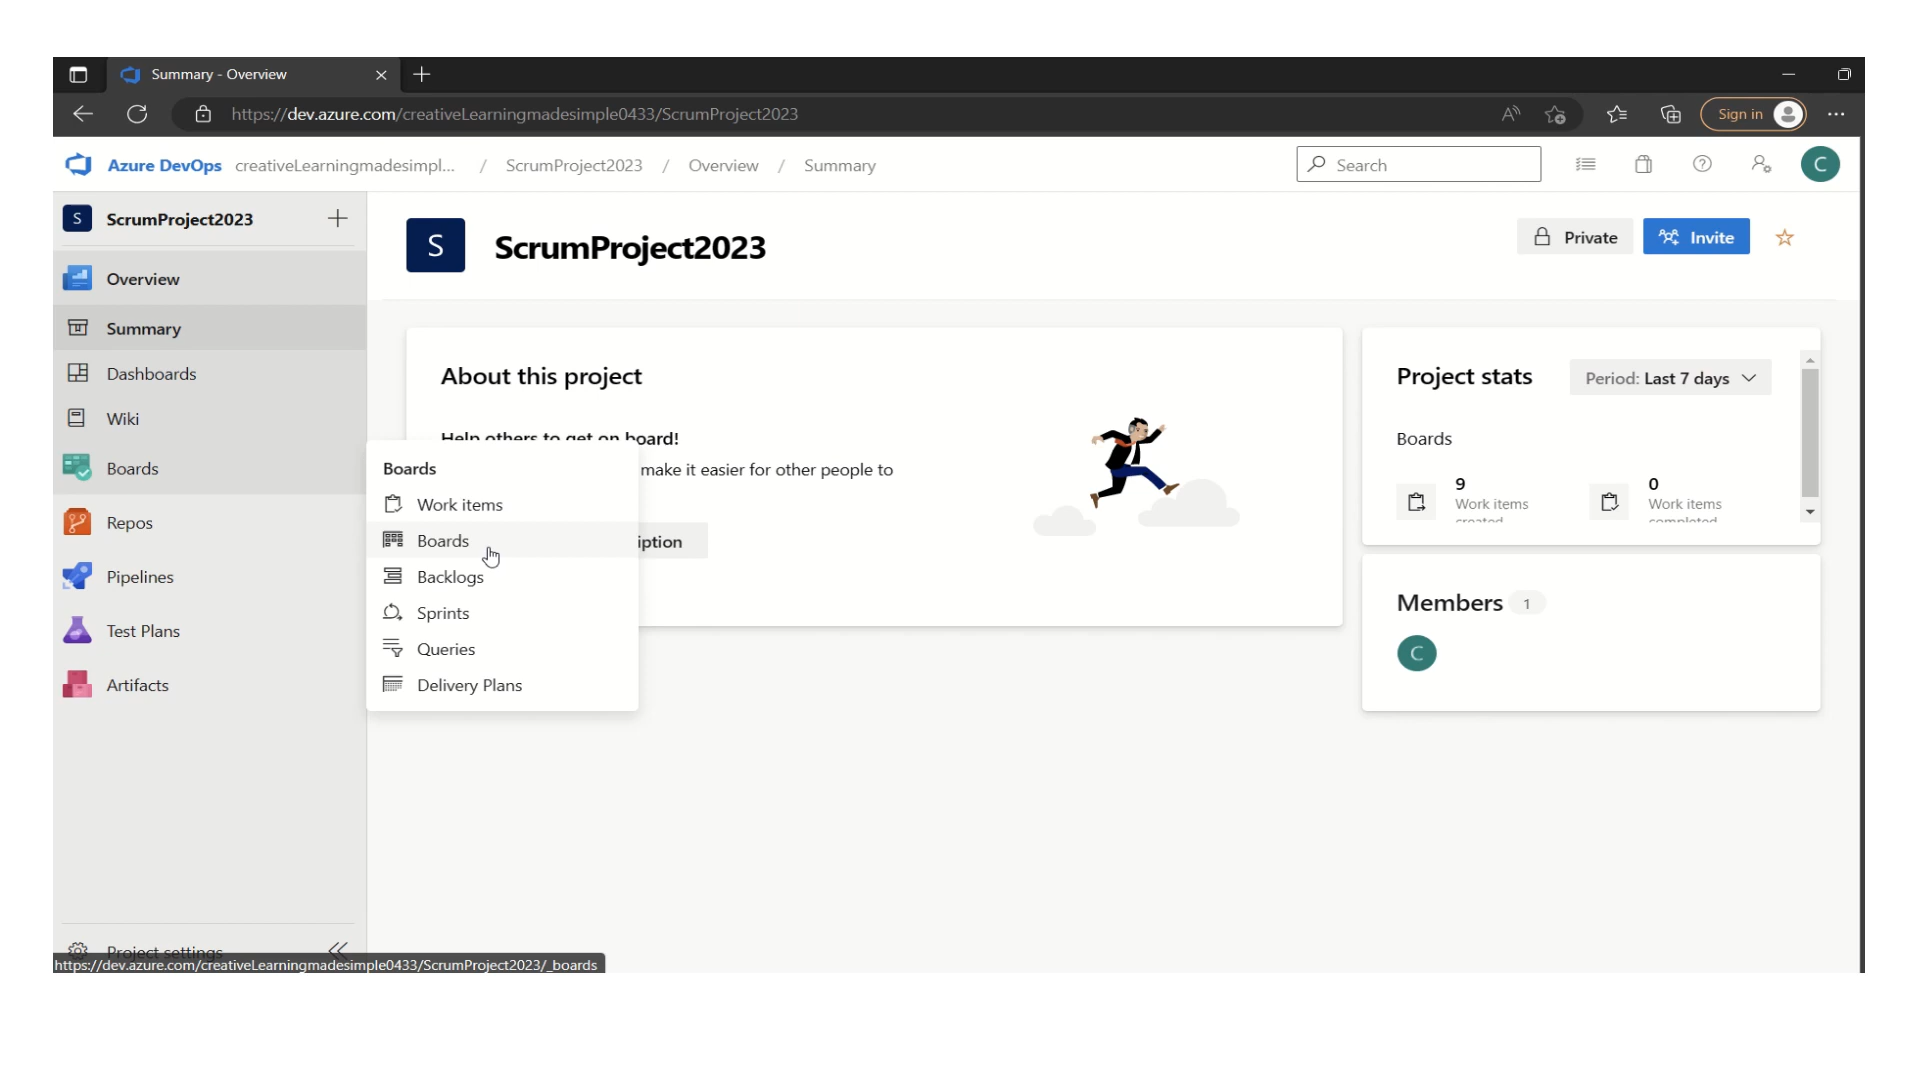 Summary - Overview
https://dev.azure.com/creativeLearningmadesimple0433/ScrumProject2023
Sign in
Azure DevOps creativeLearningmadesimpl... / ScrumProject2023 / Overview / Summary
Search
C
S ScrumProject2023
Overview
Summary
Dashboards
Wiki
Boards
Repos
Pipelines
Test Plans
Artifacts
Project settings
https://dev.azure.com/creativeLearningmadesimple0433/ScrumProject2023/_boards
S ScrumProject2023
Private
Invite
About this project
Help others to get on board!
make it easier for other people to
iption
Boards
Work items
Boards
Backlogs
Sprints
Queries
Delivery Plans
Project stats
Period: Last 7 days
Boards
9
Work items
created
0
Work items
completed
Members 1
C